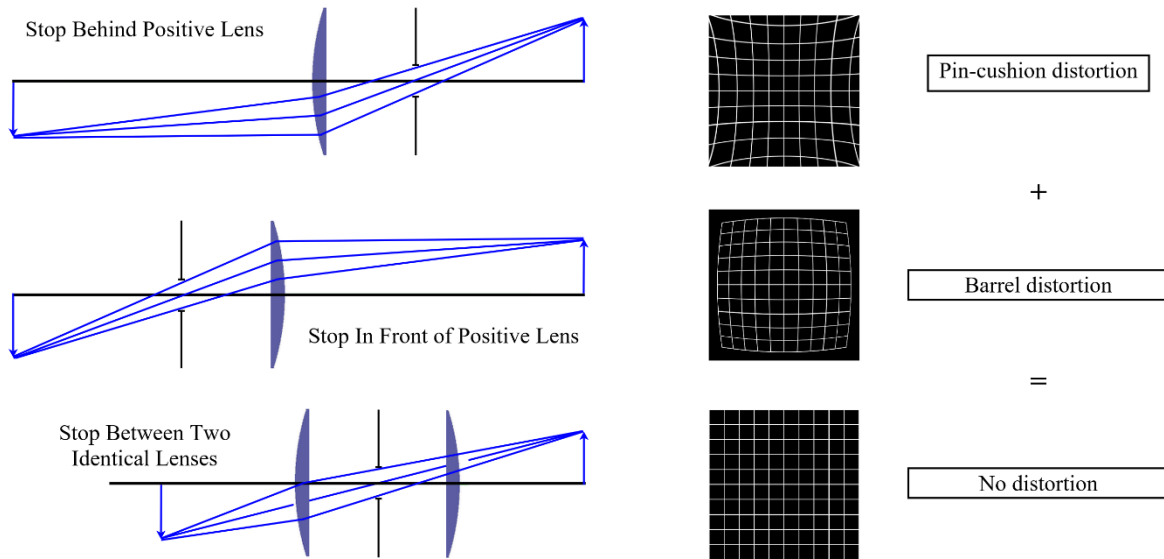 Stop Behind Positive Lens
Pin-cushion distortion
+
Stop In Front of Positive Lens
Barrel distortion
=
Stop Between Two
Identical Lenses
No distortion